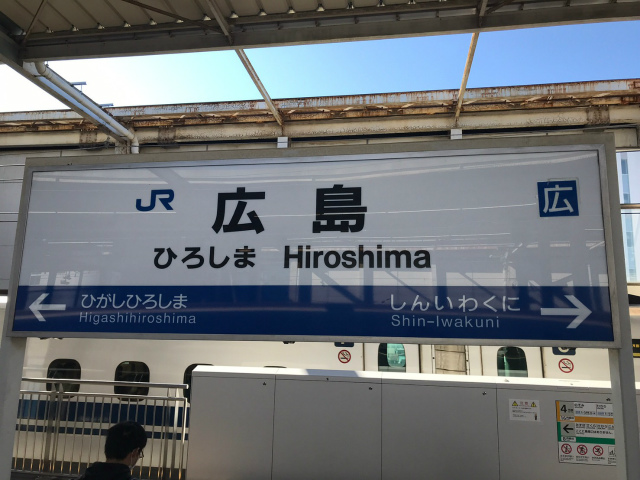 JR
広島
広
ひろしま Hiroshima
ひがしひろしま
Higashihiroshima
しんいわくに
Shin-Iwakuni
4